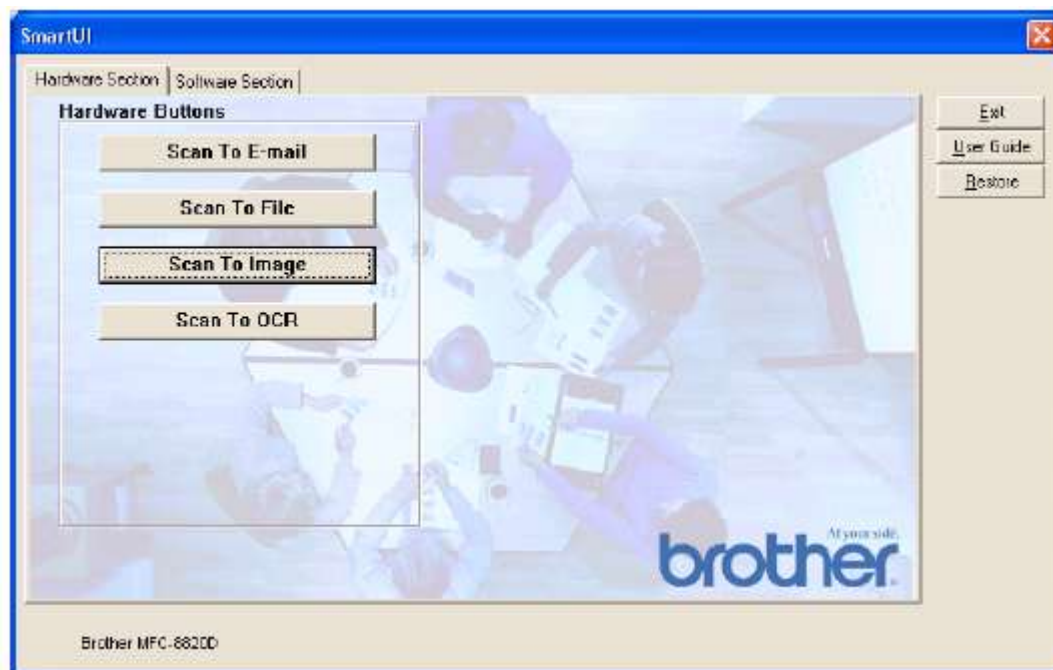 SmartUI
Hardware Section
Software Section
Hardware Buttons
Scan To E-mail
Scan To File
Scan To Image
Scan To OCR
Exit
User Guide
Restore
At your side.
brother
Brother MFC-8820D